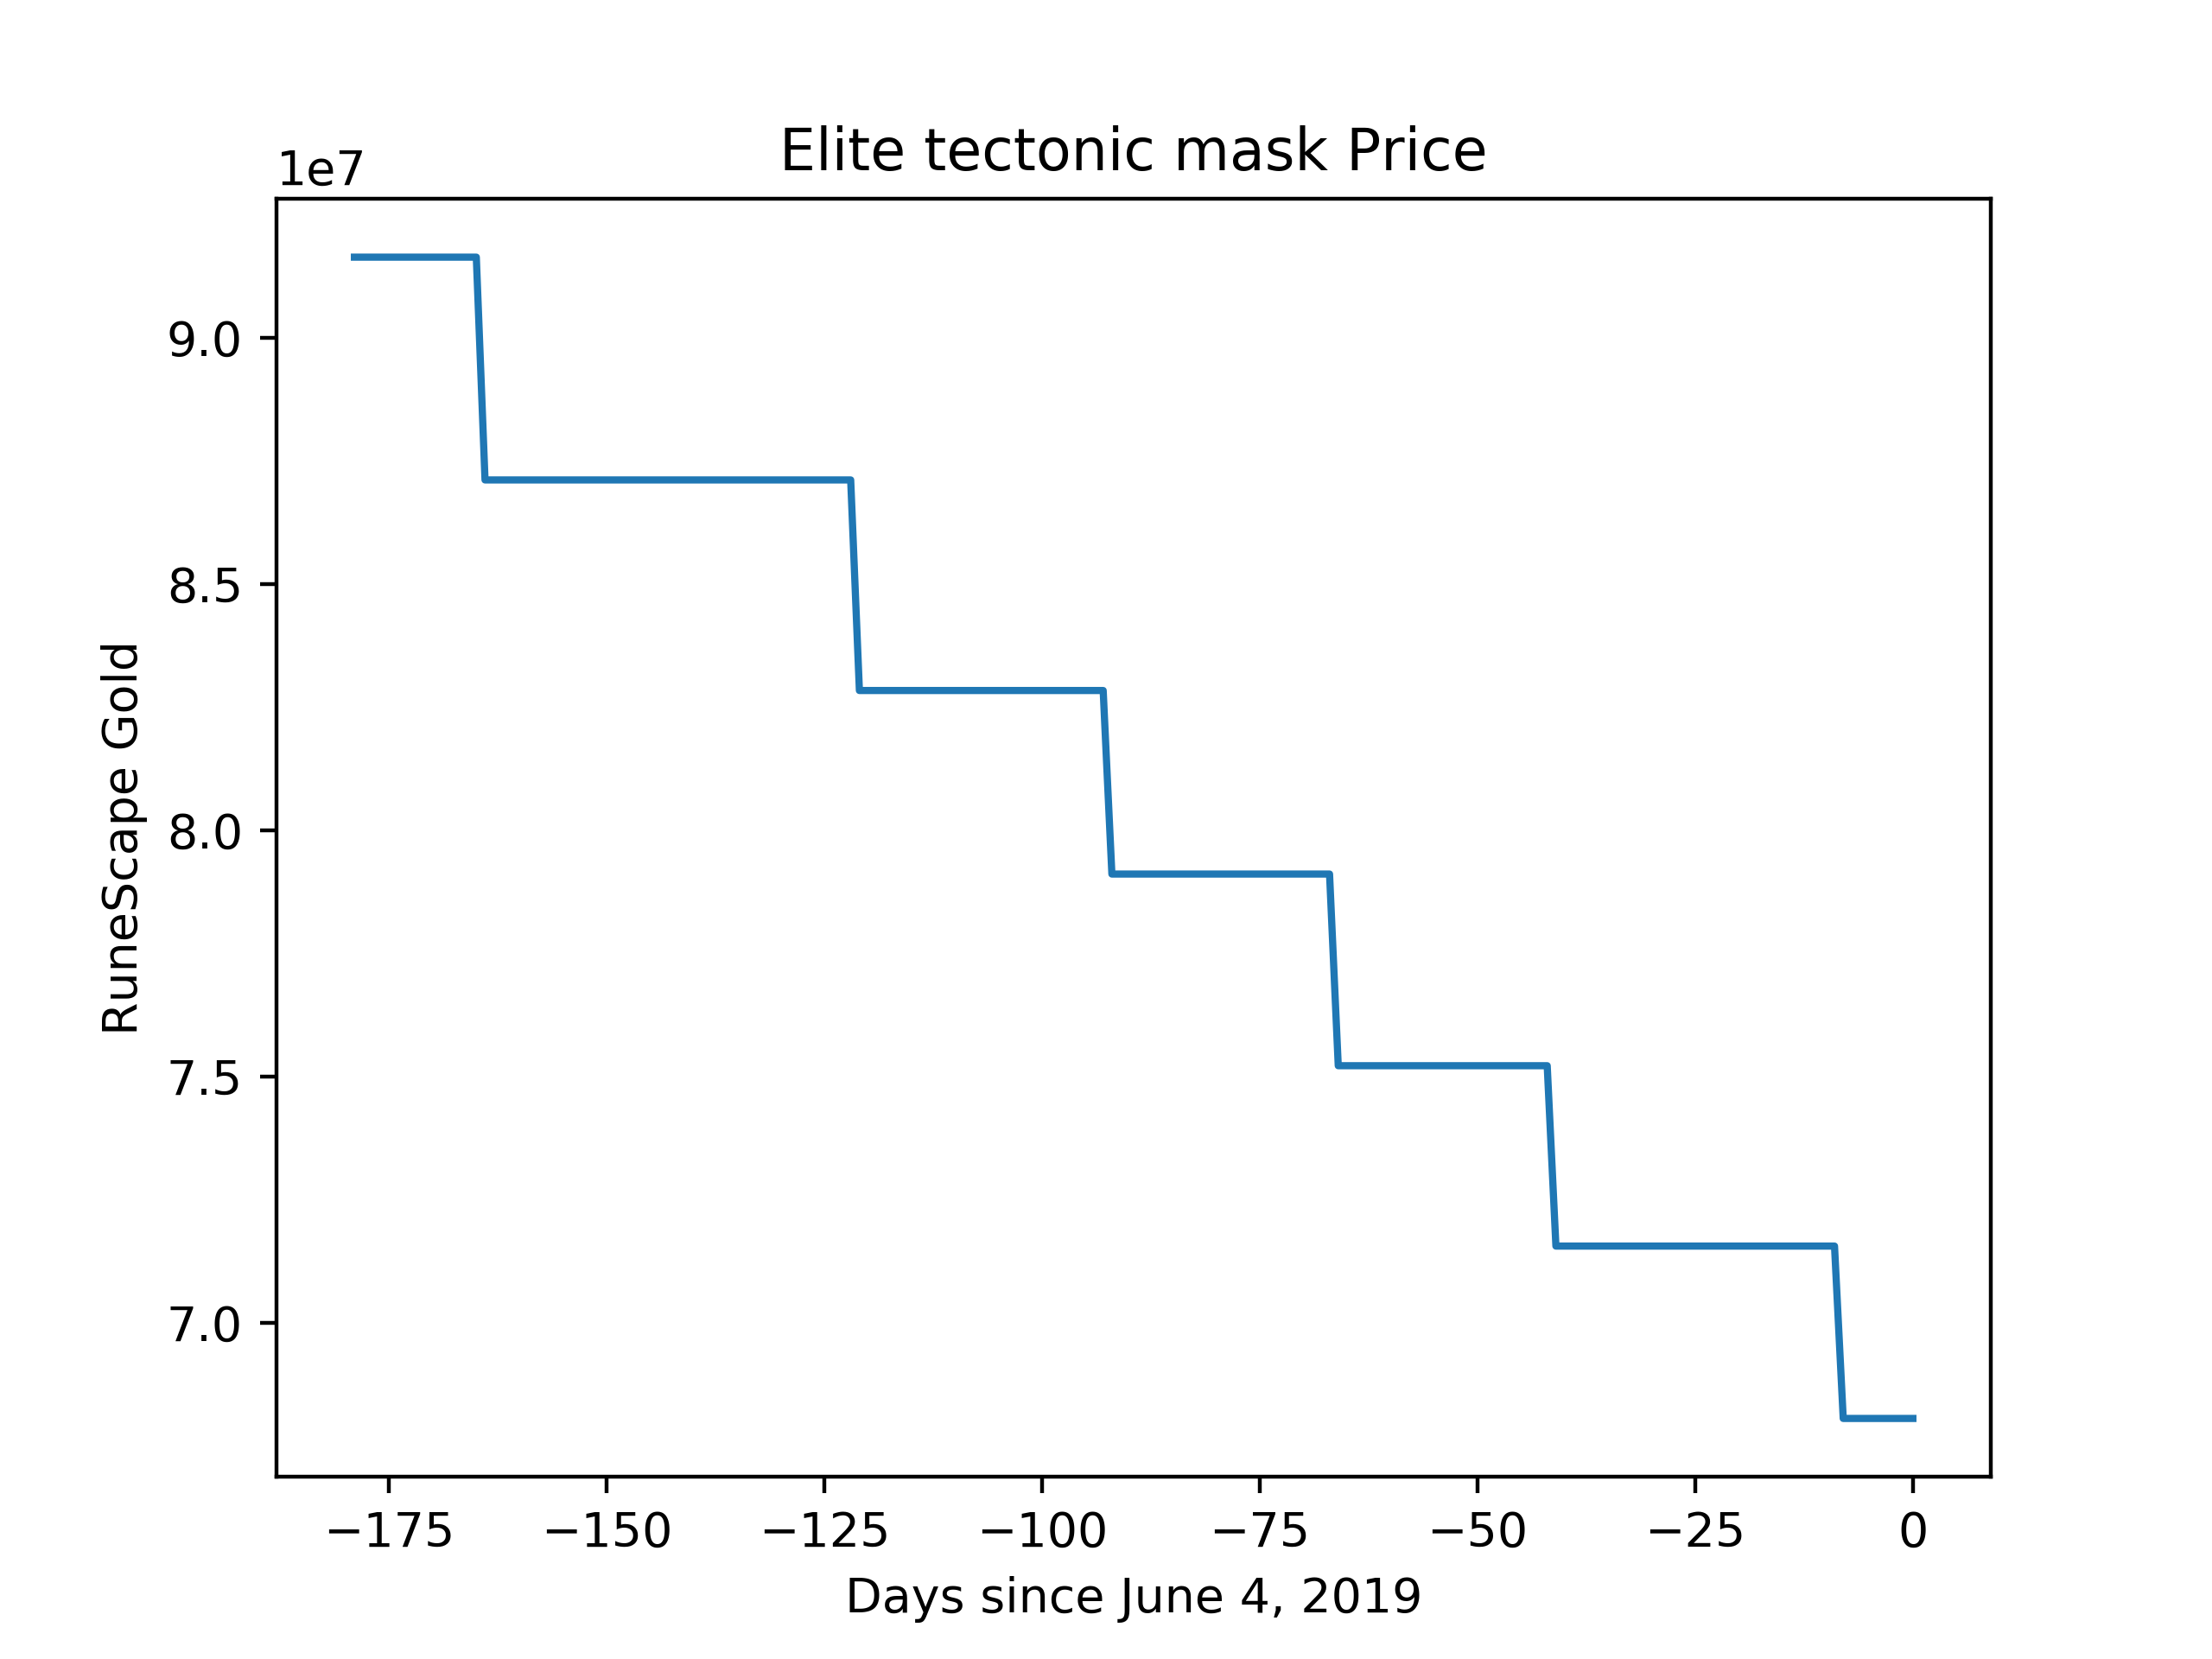 Elite tectonic mask Price
1e7
9.0
8.5
8.0
7.5
7.0
RuneScape Gold
−175 −150 −125 −100 −75 −50 −25 0
Days since June 4, 2019